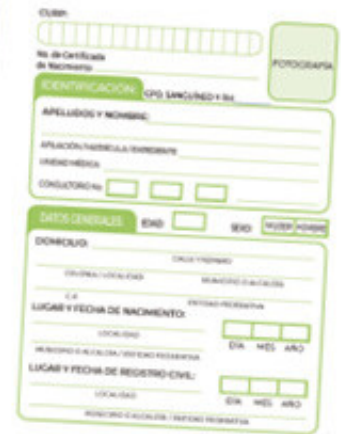 CURP:
No. de Certificado
de Nacimiento
FOTOGRAFÍA
IDENTIFICACIÓN: GPO. SANGUÍNEO Y RH:
APELLIDOS Y NOMBRE:
AFILIACIÓN / MATRÍCULA / EXPEDIENTE
UNIDAD MÉDICA:
CONSULTORIO No.
DATOS GENERALES: EDAD: SEXO: MUJER HOMBRE
DOMICILIO:
CALLE Y NÚMERO
COLONIA / LOCALIDAD MUNICIPIO O ALCALDÍA
C.P. ENTIDAD FEDERATIVA
LUGAR Y FECHA DE NACIMIENTO:
LOCALIDAD
DÍA MES AÑO
MUNICIPIO O ALCALDÍA / ENTIDAD FEDERATIVA
LUGAR Y FECHA DE REGISTRO CIVIL:
LOCALIDAD
DÍA MES AÑO
MUNICIPIO O ALCALDÍA / ENTIDAD FEDERATIVA